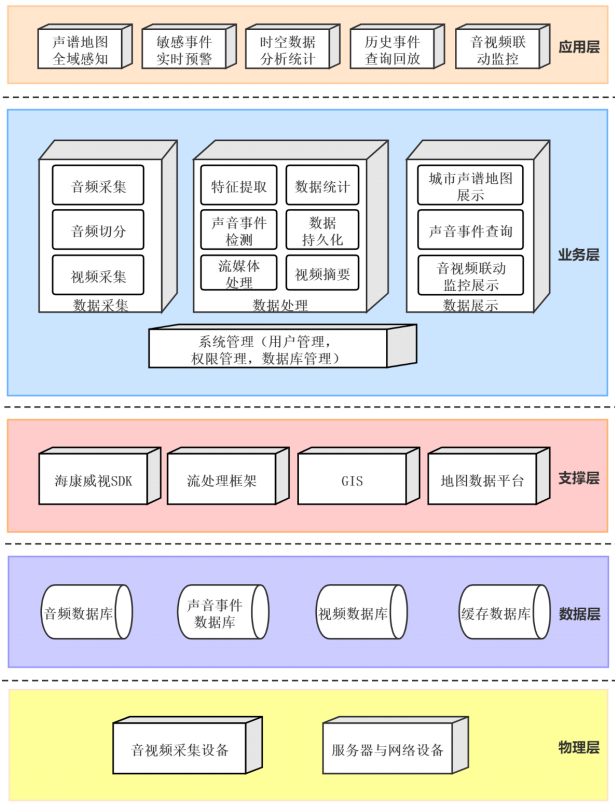 声谱地图
全域感知
敏感事件
实时预警
时空数据
分析统计
历史事件
查询回放
音视频联
动监控
应用层
音频采集
音频切分
视频采集
数据采集
特征提取
数据统计
声音事件
检测
数据
持久化
流媒体
处理
视频摘要
数据处理
城市声谱地图
展示
声音事件查询
音视频联动
监控展示
数据展示
业务层
系统管理（用户管理，
权限管理，数据库管理）
海康威视SDK
流处理框架
GIS
地图数据平台
支撑层
音频数据库
声音事件
数据库
视频数据库
缓存数据库
数据层
音视频采集设备
服务器与网络设备
物理层